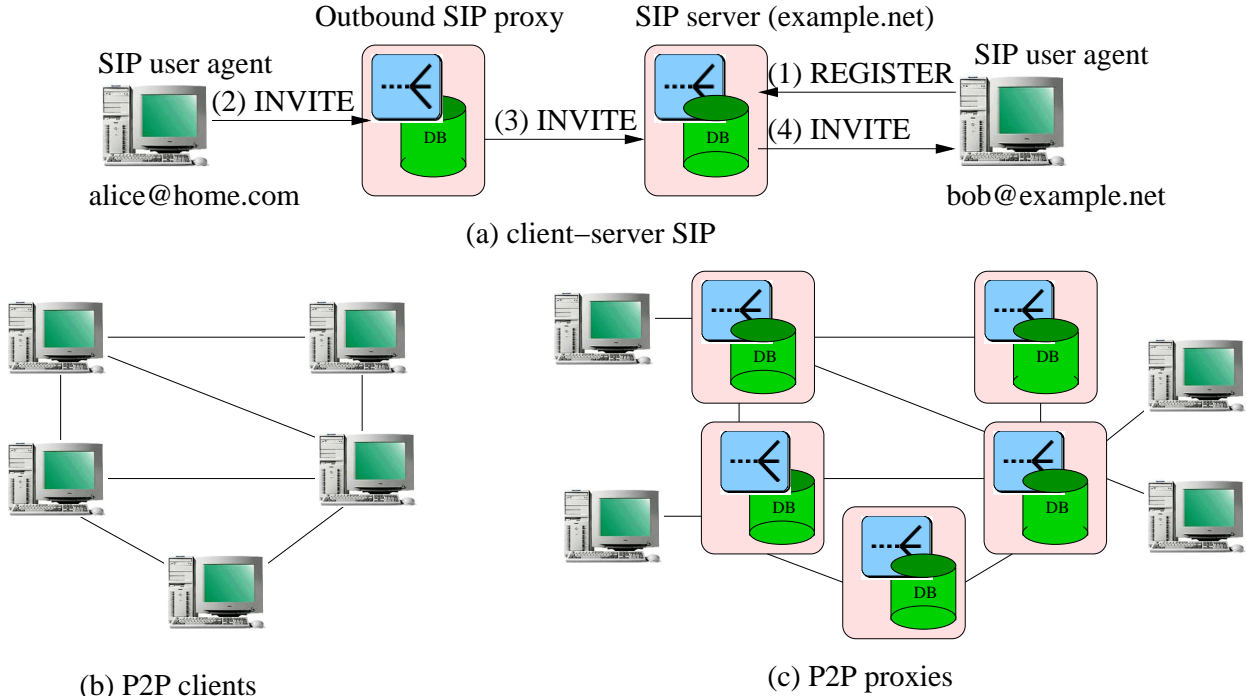 Outbound SIP proxy
SIP server (example.net)
SIP user agent
SIP user agent
(1) REGISTER
(2) INVITE
(3) INVITE
(4) INVITE
DB
DB
alice@home.com
bob@example.net
(a) client−server SIP
DB
DB
DB
DB
DB
(b) P2P clients
(c) P2P proxies